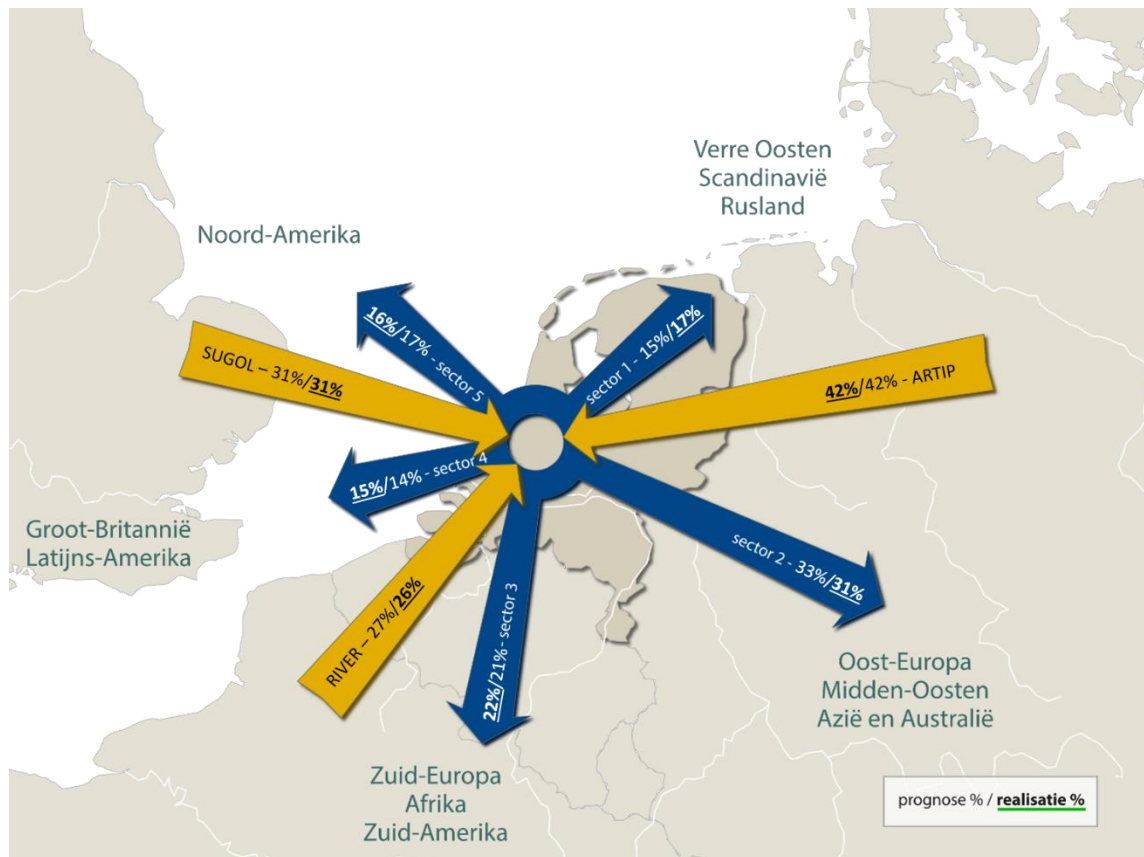 Verre Oosten
Scandinavië
Rusland
Noord-Amerika
16%/17% - sector 5
sector 1 - 15%/17%
SUGOL – 31%/31%
42%/42% - ARTIP
15%/14% - sector 4
Groot-Britannië
Latijns-Amerika
RIVER – 27%/26%
22%/21%- sector 3
sector 2 - 33%/31%
Oost-Europa
Midden-Oosten
Azië en Australië
Zuid-Europa
Afrika
Zuid-Amerika
prognose % / realisatie %